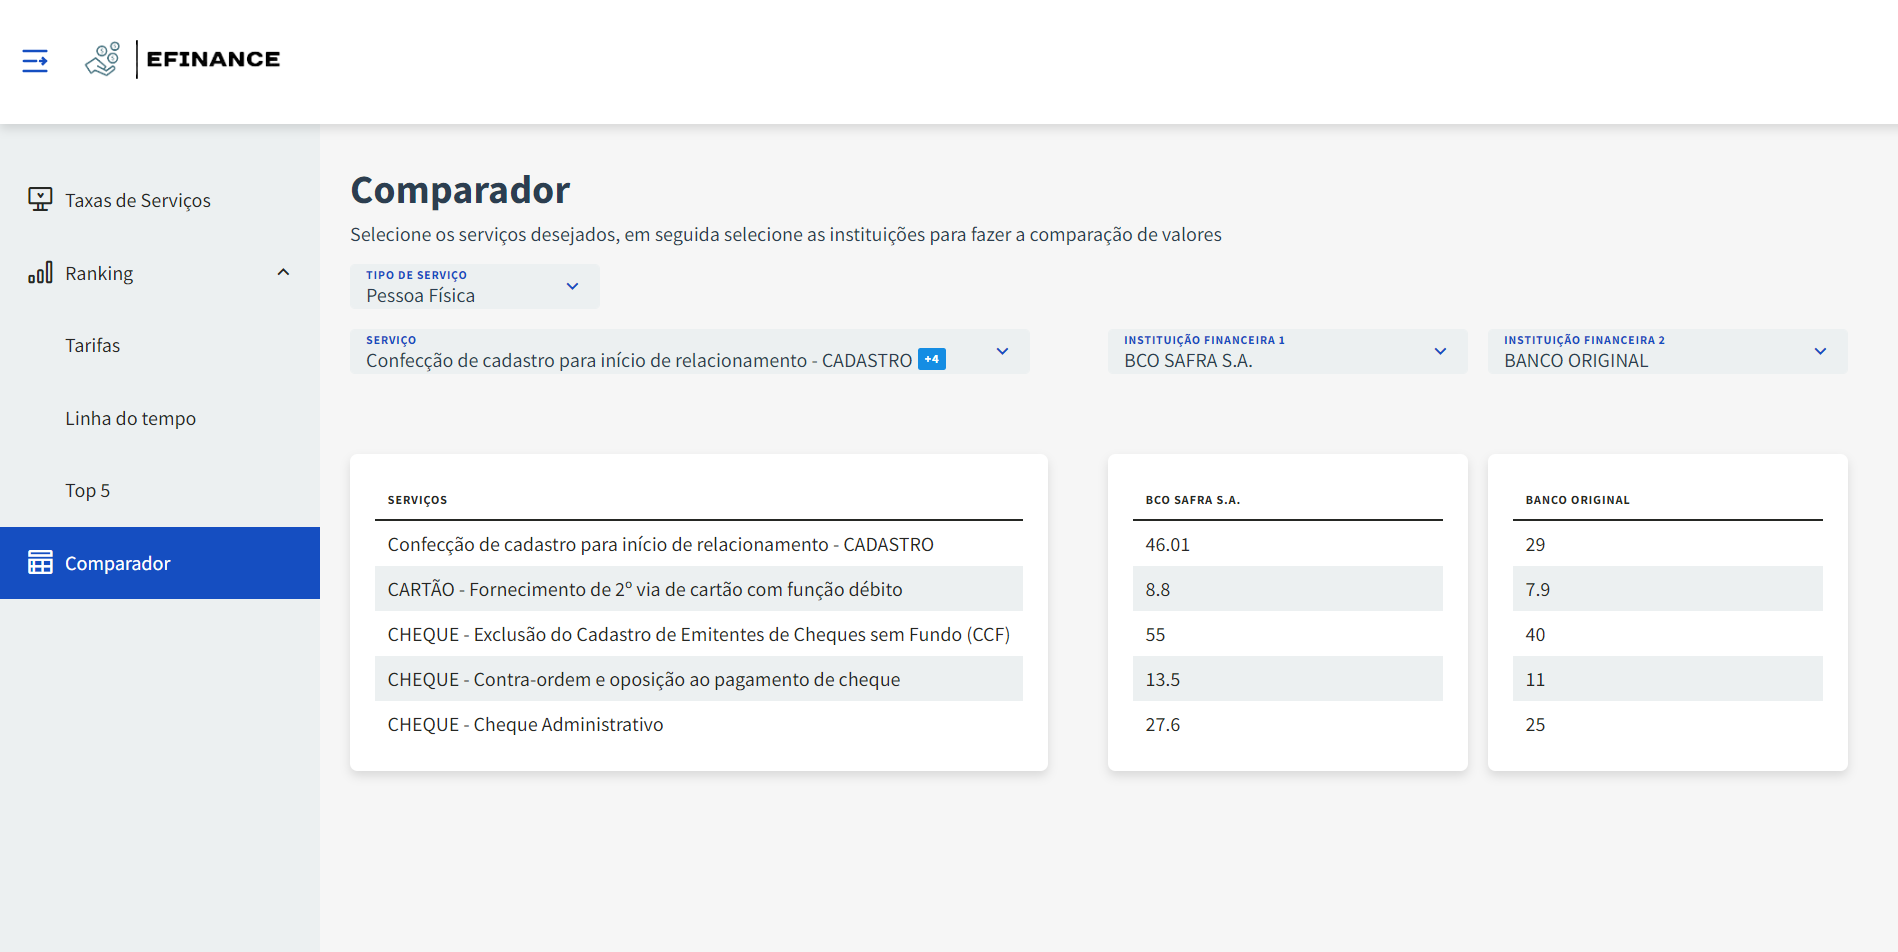 EFINANCE
Taxas de Serviços
Ranking
Tarifas
Linha do tempo
Top 5
Comparador
Comparador
Selecione os serviços desejados, em seguida selecione as instituições para fazer a comparação de valores
TIPO DE SERVIÇO
Pessoa Física
SERVIÇO
Confecção de cadastro para início de relacionamento - CADASTRO +4
INSTITUIÇÃO FINANCEIRA 1
BCO SAFRA S.A.
INSTITUIÇÃO FINANCEIRA 2
BANCO ORIGINAL
SERVIÇOS
Confecção de cadastro para início de relacionamento - CADASTRO
CARTÃO - Fornecimento de 2º via de cartão com função débito
CHEQUE - Exclusão do Cadastro de Emitentes de Cheques sem Fundo (CCF)
CHEQUE - Contra-ordem e oposição ao pagamento de cheque
CHEQUE - Cheque Administrativo
BCO SAFRA S.A.
46.01
8.8
55
13.5
27.6
BANCO ORIGINAL
29
7.9
40
11
25